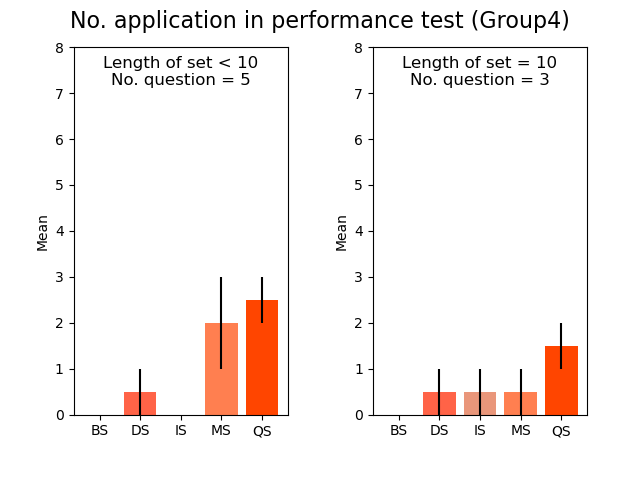 No. application in performance test (Group4)
Length of set < 10
No. question = 5
Mean
8
7
6
5
4
3
2
1
0
BS DS IS MS QS
Length of set = 10
No. question = 3
Mean
8
7
6
5
4
3
2
1
0
BS DS IS MS QS